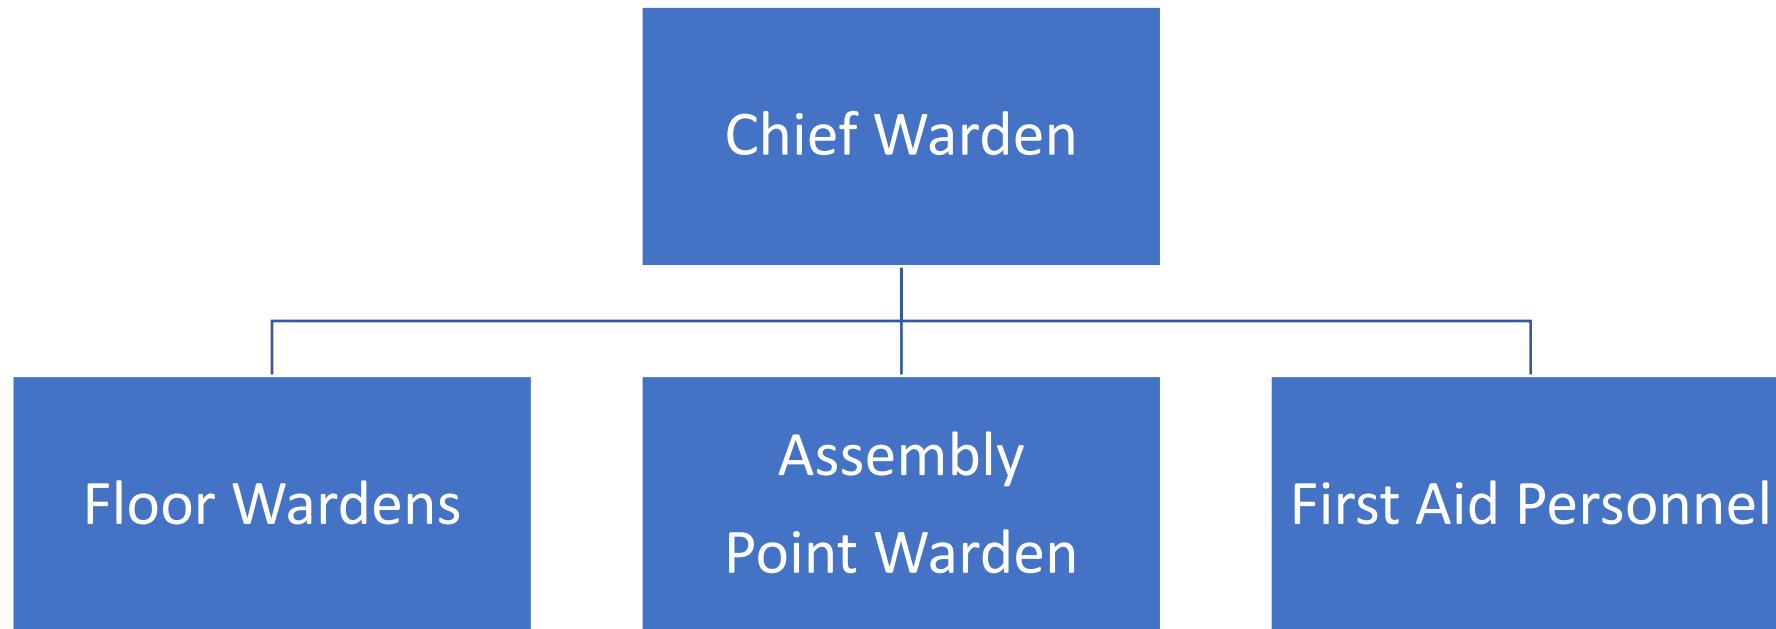 Chief Warden
Floor Wardens
Assembly
Point Warden
First Aid Personnel